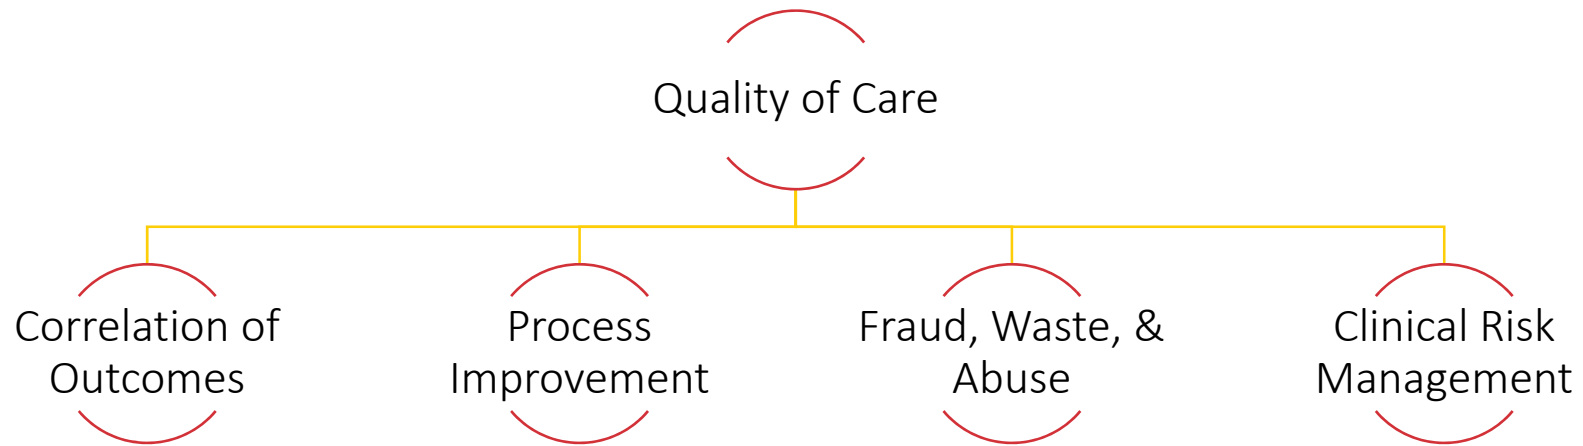 Quality of Care
Correlation of
Outcomes
Process
Improvement
Fraud, Waste, &
Abuse
Clinical Risk
Management